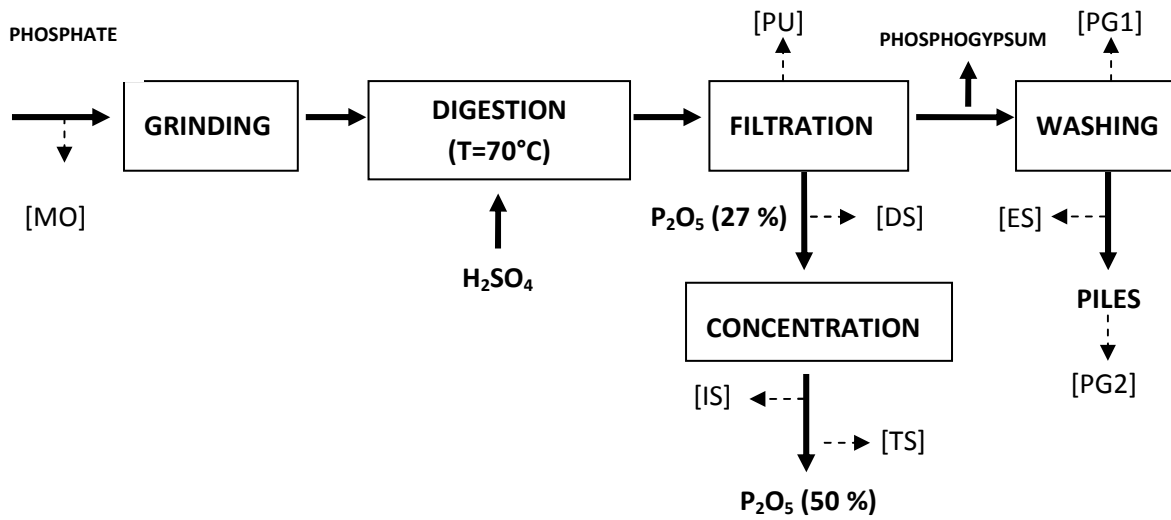 PHOSPHATE
[PU]
PHOSPHOGYPSUM
[PG1]
GRINDING
DIGESTION
(T=70°C)
FILTRATION
WASHING
[MO]
H₂SO₄
P₂O₅ (27 %)
[DS]
[ES]
PILES
CONCENTRATION
[PG2]
[IS]
[TS]
P₂O₅ (50 %)